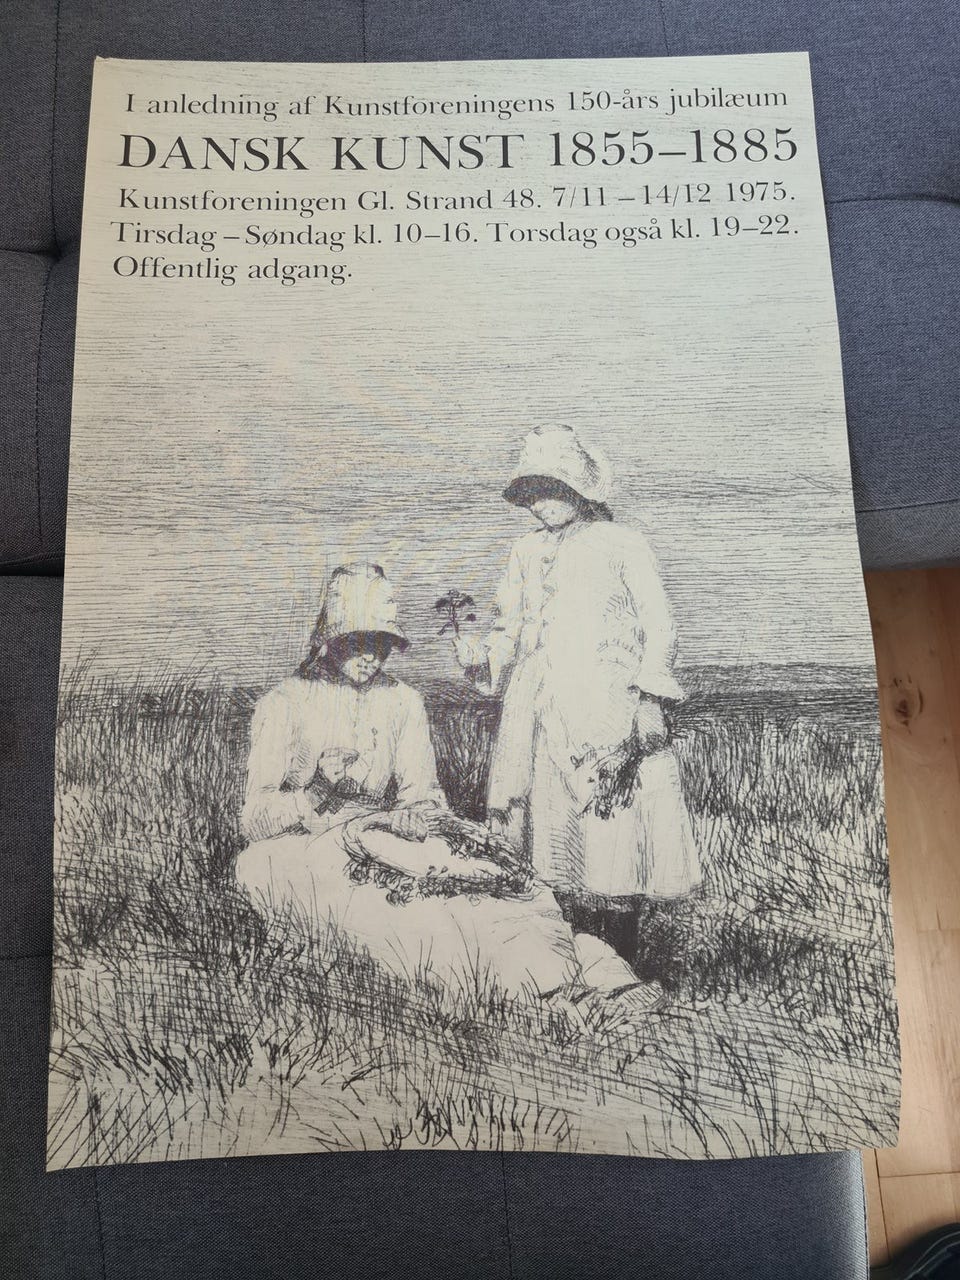 I anledning af Kunstforeningens 150-års jubilæum
DANSK KUNST 1855–1885
Kunstforeningen Gl. Strand 48. 7/11 – 14/12 1975.
Tirsdag – Søndag kl. 10–16. Torsdag også kl. 19–22.
Offentlig adgang.